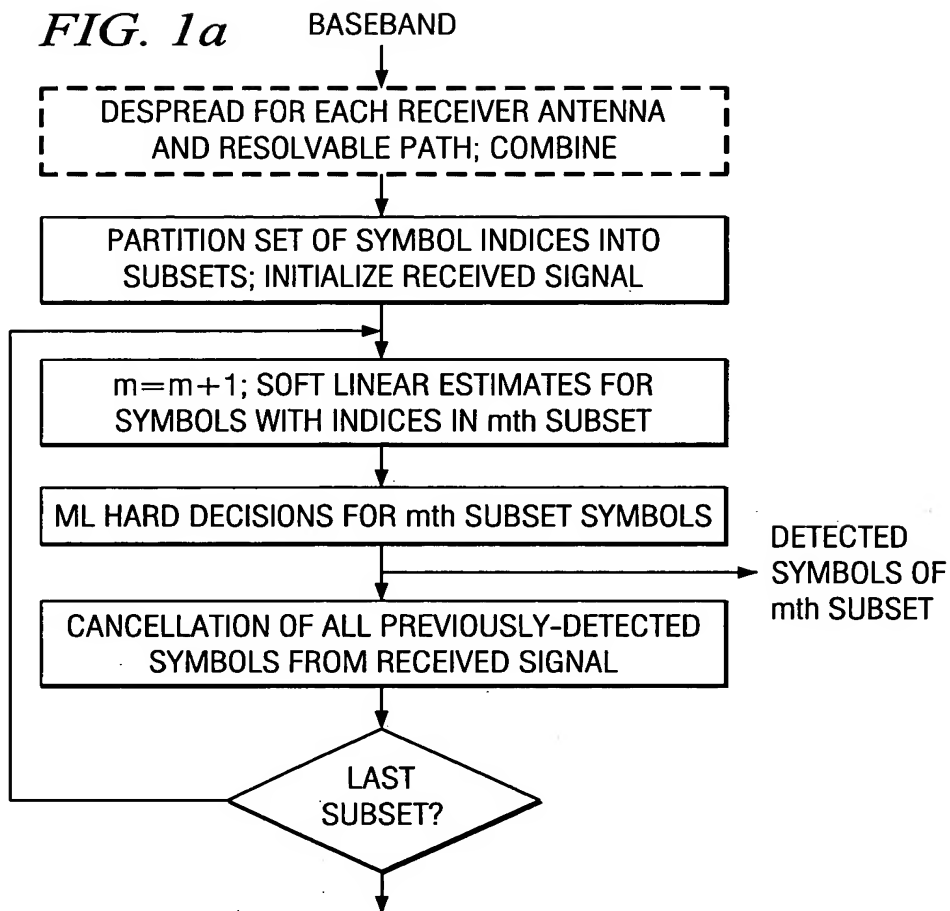 FIG. 1a
BASEBAND
DESPREAD FOR EACH RECEIVER ANTENNA
AND RESOLVABLE PATH; COMBINE
PARTITION SET OF SYMBOL INDICES INTO
SUBSETS; INITIALIZE RECEIVED SIGNAL
m=m+1; SOFT LINEAR ESTIMATES FOR
SYMBOLS WITH INDICES IN mth SUBSET
ML HARD DECISIONS FOR mth SUBSET SYMBOLS
DETECTED
SYMBOLS OF
mth SUBSET
CANCELLATION OF ALL PREVIOUSLY-DETECTED
SYMBOLS FROM RECEIVED SIGNAL
LAST
SUBSET?